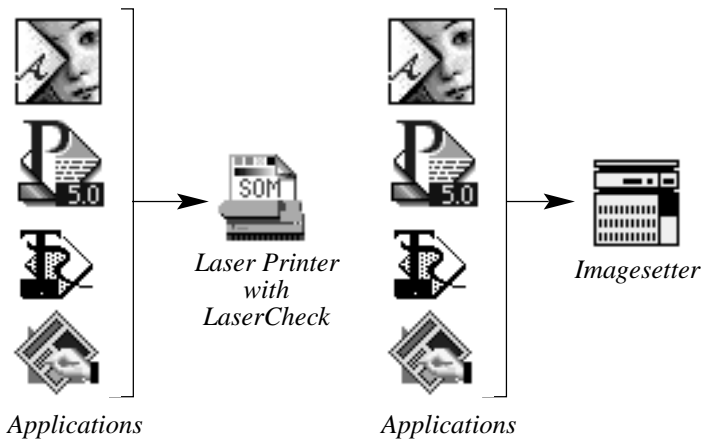 A
P
5.0
SOM
Laser Printer
with
LaserCheck
Applications
A
P
5.0
Imagesetter
Applications